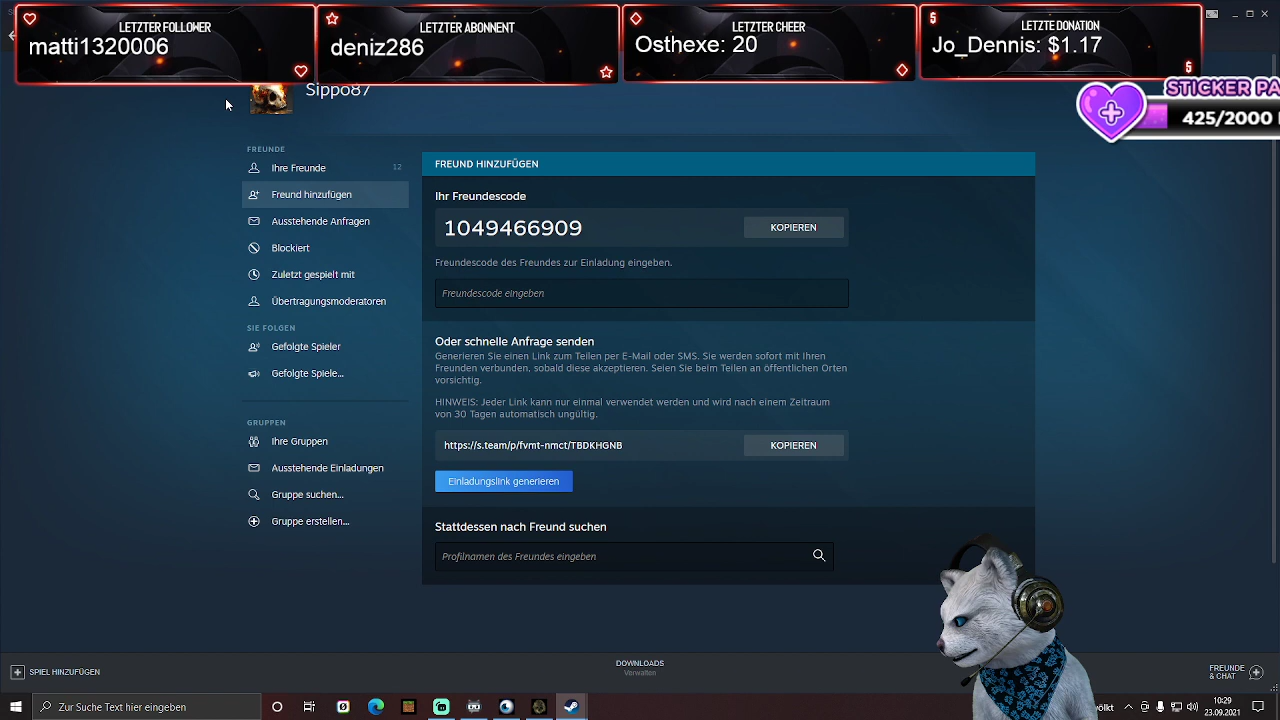 LETZTER FOLLOWER
matti1320006
LETZTER ABONNENT
deniz286
LETZTER CHEER
Osthexe: 20
LETZTE DONATION
Jo_Dennis: $1.17
STICKER PA
425/2000
Sippo87
FREUNDE
Ihre Freunde 12
Freund hinzufügen
Ausstehende Anfragen
Blockiert
Zuletzt gespielt mit
Übertragungsmoderatoren
SIE FOLGEN
Gefolgte Spieler
Gefolgte Spiele...
GRUPPEN
Ihre Gruppen
Ausstehende Einladungen
Gruppe suchen...
Gruppe erstellen...
FREUND HINZUFÜGEN
Ihr Freundescode
1049466909 KOPIEREN
Freundescode des Freundes zur Einladung eingeben.
Freundescode eingeben
Oder schnelle Anfrage senden
Generieren Sie einen Link zum Teilen per E-Mail oder SMS. Sie werden sofort mit Ihren
Freunden verbunden, sobald diese akzeptieren. Seien Sie beim Teilen an öffentlichen Orten
vorsichtig.
HINWEIS: Jeder Link kann nur einmal verwendet werden und wird nach einem Zeitraum
von 30 Tagen automatisch ungültig.
https://s.team/p/fvmt-nmct/TBDKHGNB KOPIEREN
Einladungslink generieren
Stattdessen nach Freund suchen
Profilnamen des Freundes eingeben
SPIEL HINZUFÜGEN
DOWNLOADS
Verwalten
FREUNDE
& CHAT
Zur Suche Text hier eingeben
10:29
23.09.2021